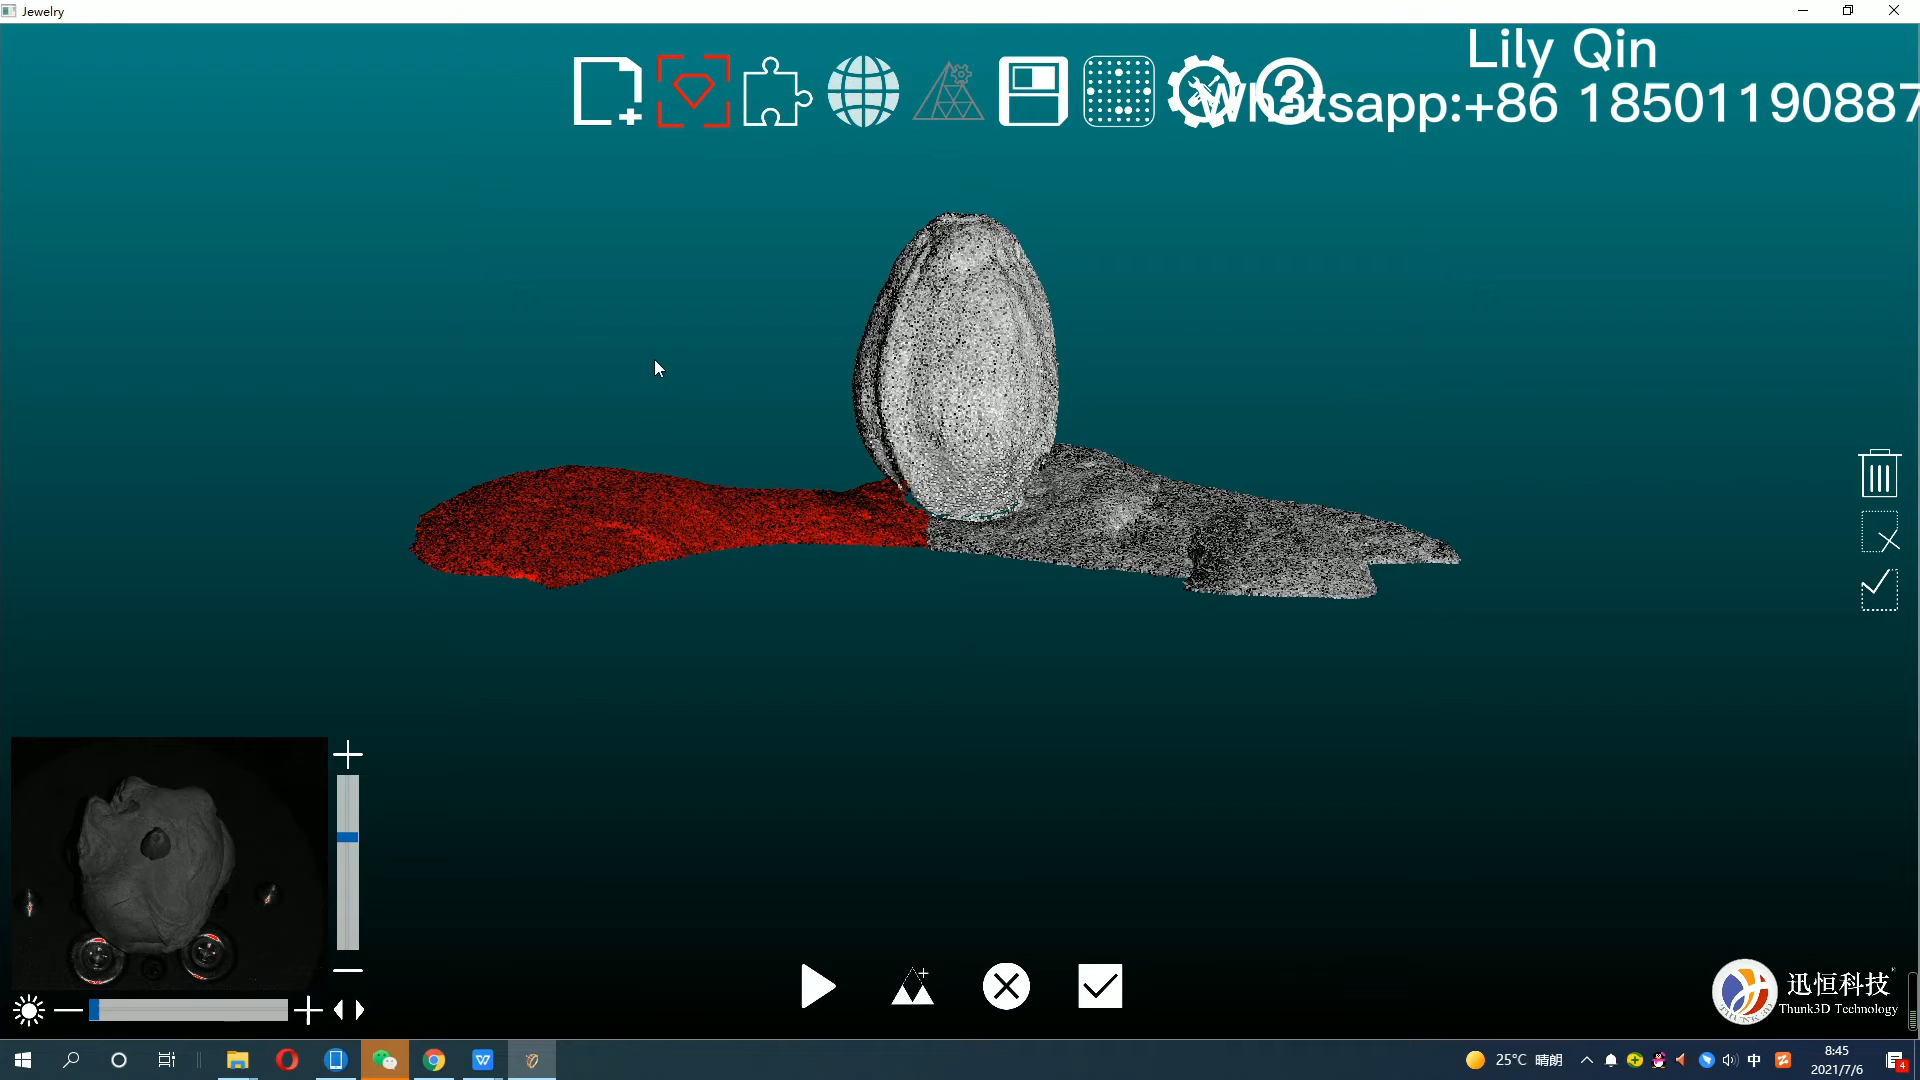 Jewelry
Lily Qin
Whatsapp:+86 18501190887
迅恒科技
Thunk3D Technology
25°C 晴朗
中
8:45
2021/7/6
4